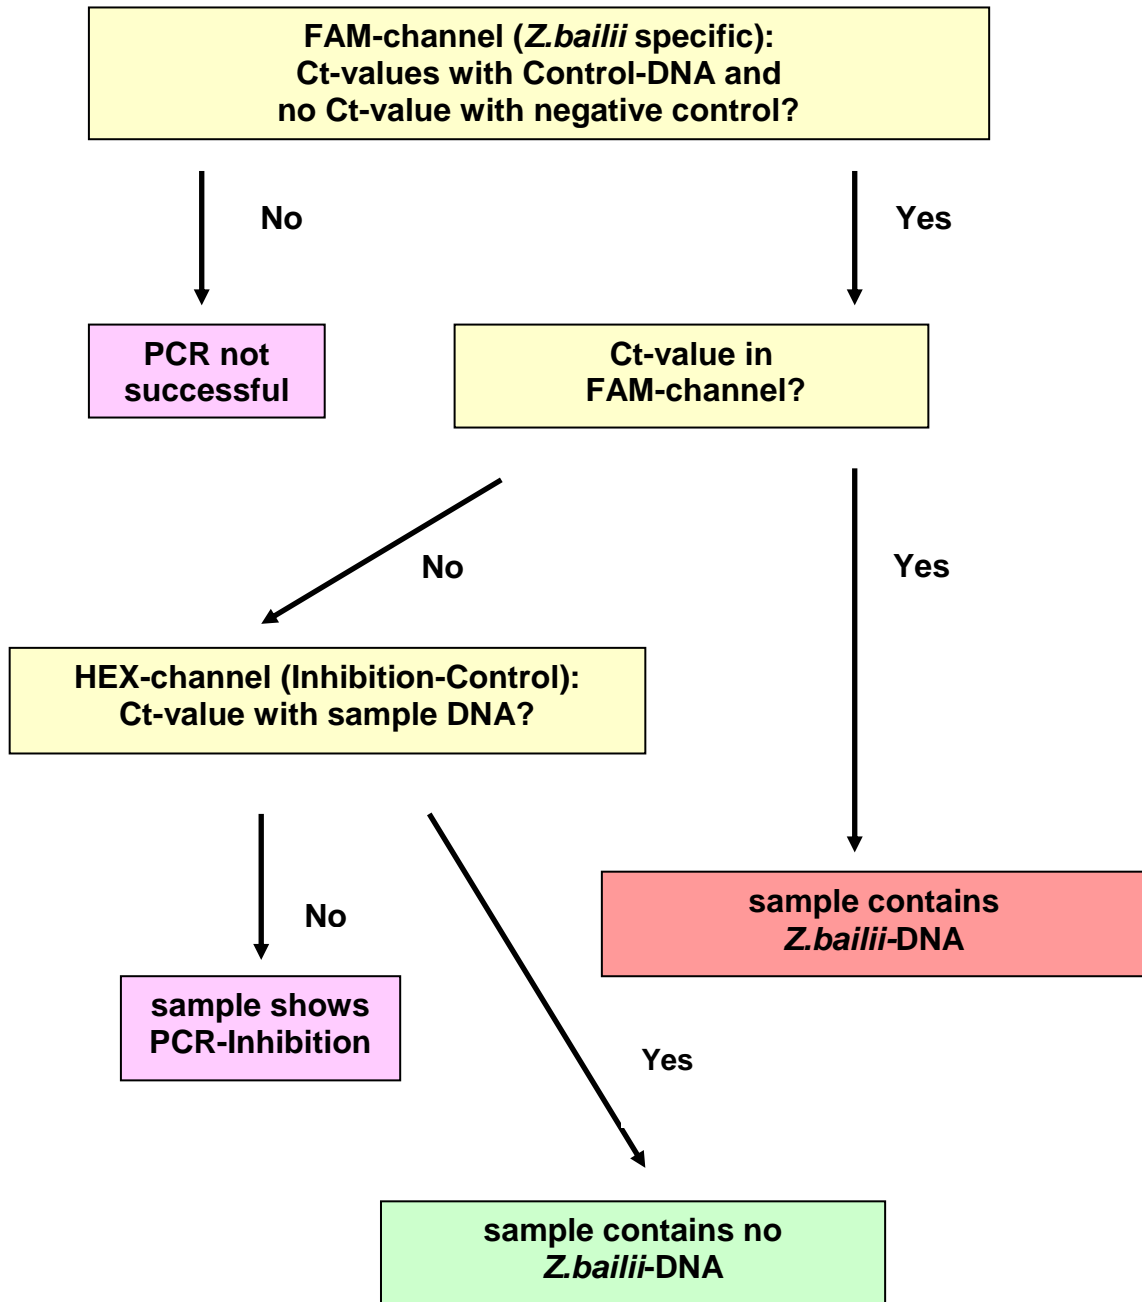 FAM-channel (Z.bailii specific):
Ct-values with Control-DNA and
no Ct-value with negative control?
No
Yes
PCR not
successful
Ct-value in
FAM-channel?
No
Yes
HEX-channel (Inhibition-Control):
Ct-value with sample DNA?
No
sample contains
Z.bailii-DNA
sample shows
PCR-Inhibition
Yes
sample contains no
Z.bailii-DNA